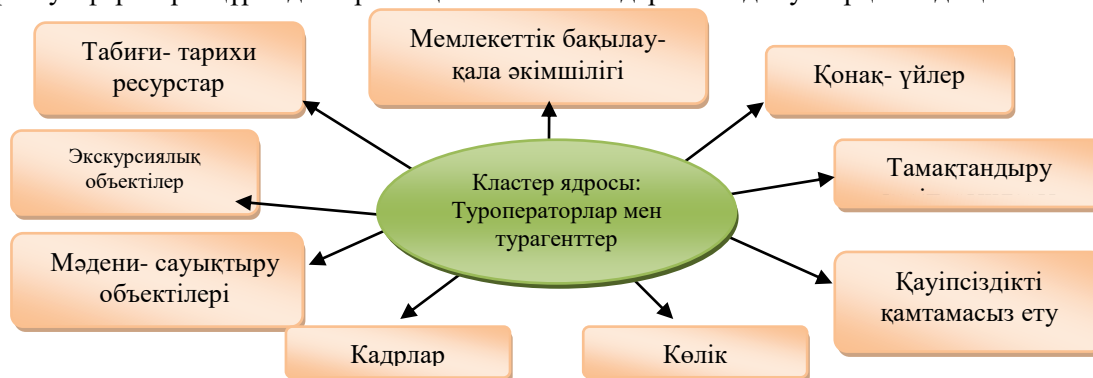 Табиғи- тарихи
ресурстар
Мемлекеттік бақылау-
қала әкімшілігі
Қонақ- үйлер
Экскурсиялық
объектілер
Кластер ядросы:
Туроператорлар мен
турагенттер
Тамақтандыру
Мәдени- сауықтыру
объектілері
Қауіпсіздікті
қамтамасыз ету
Кадрлар
Көлік